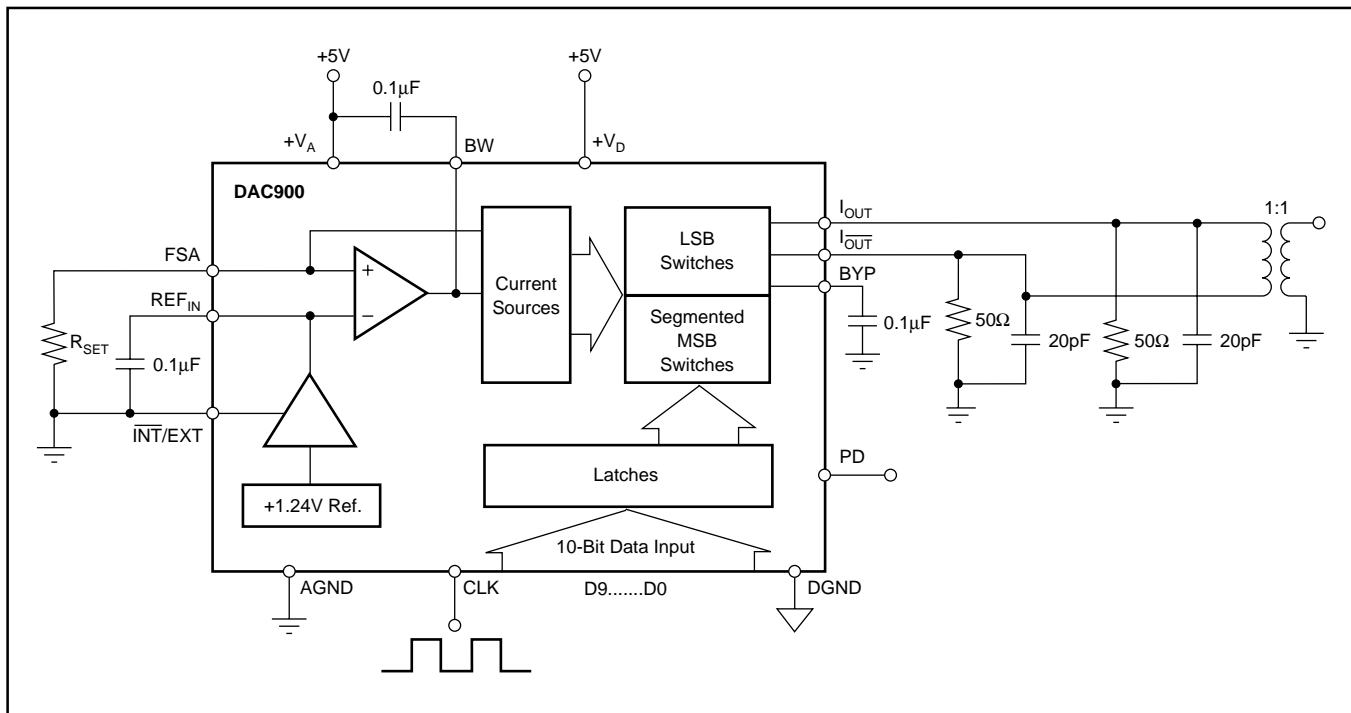 +5V
+5V
0.1µF
+V_A
BW
+V_D
DAC900
FSA
REF_IN
R_SET
0.1µF
I̅N̅T̅/EXT
+1.24V Ref.
Current
Sources
LSB
Switches
Segmented
MSB
Switches
I_OUT
I_O̅U̅T̅
BYP
0.1µF
50Ω
20pF
50Ω
20pF
1:1
PD
Latches
10-Bit Data Input
AGND
CLK
D9.......D0
DGND
+
–